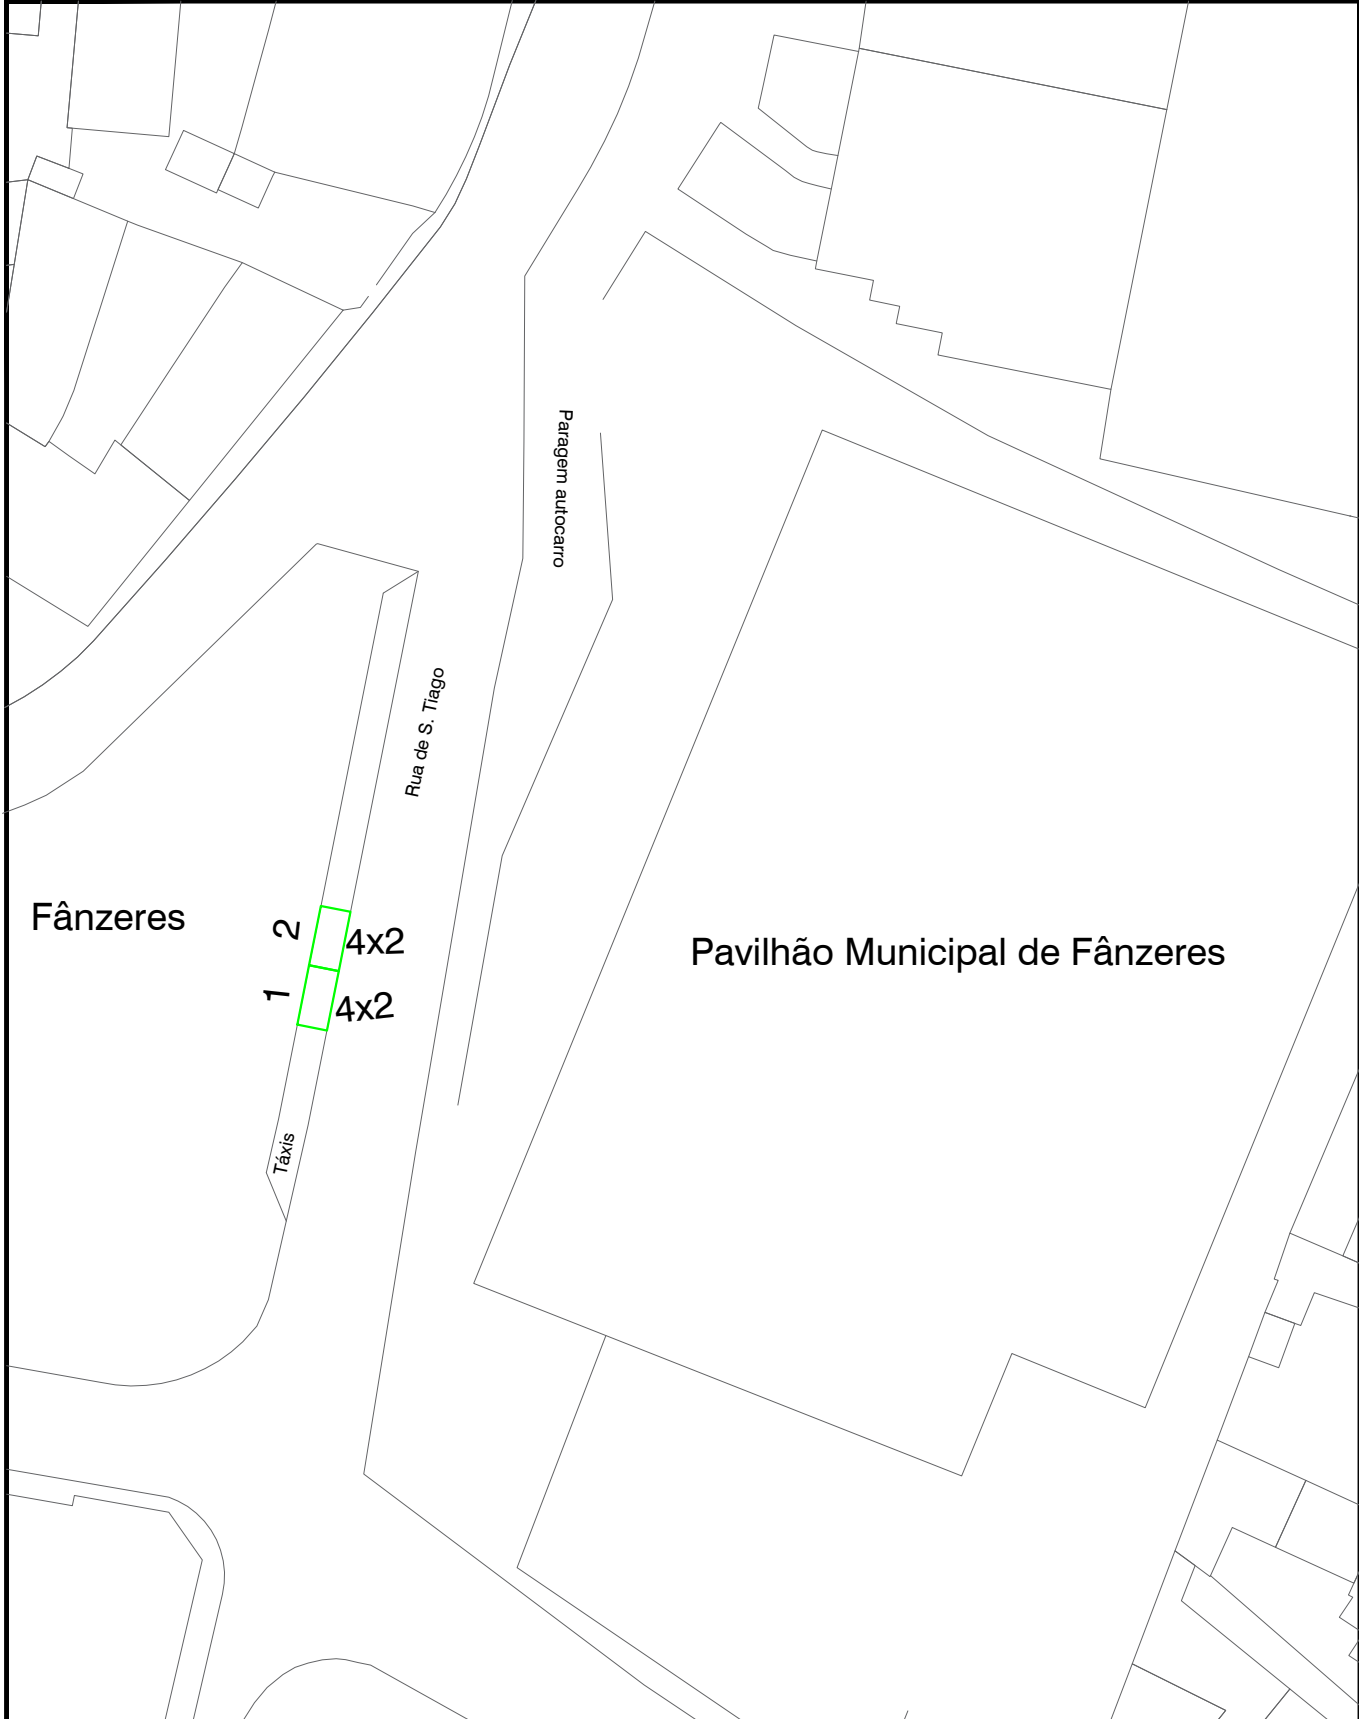 Paragem autocarro
Rua de S. Tiago
Fânzeres
2
4x2
Pavilhão Municipal de Fânzeres
1
4x2
Táxis